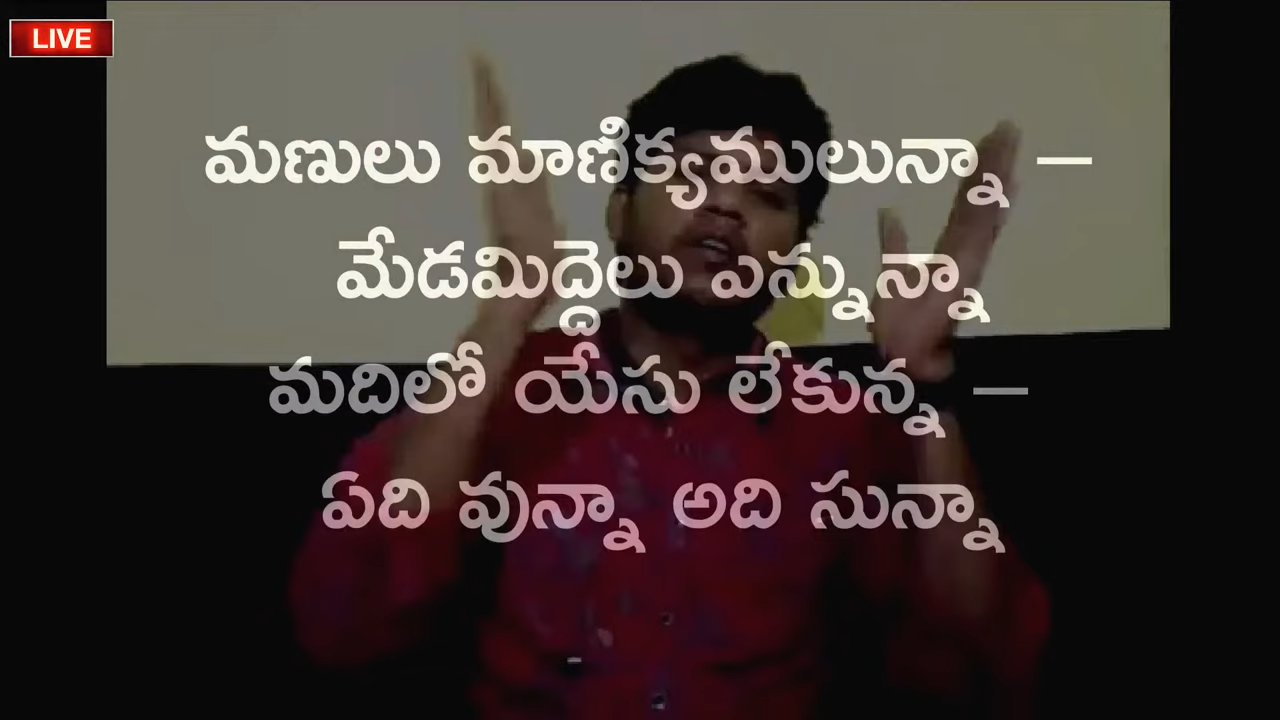 LIVE
మణులు మాణిక్యములున్నా –
మేడమిద్దెలు ఎన్నున్నా
మదిలో యేసు లేకున్న –
ఏది వున్నా అది సున్నా